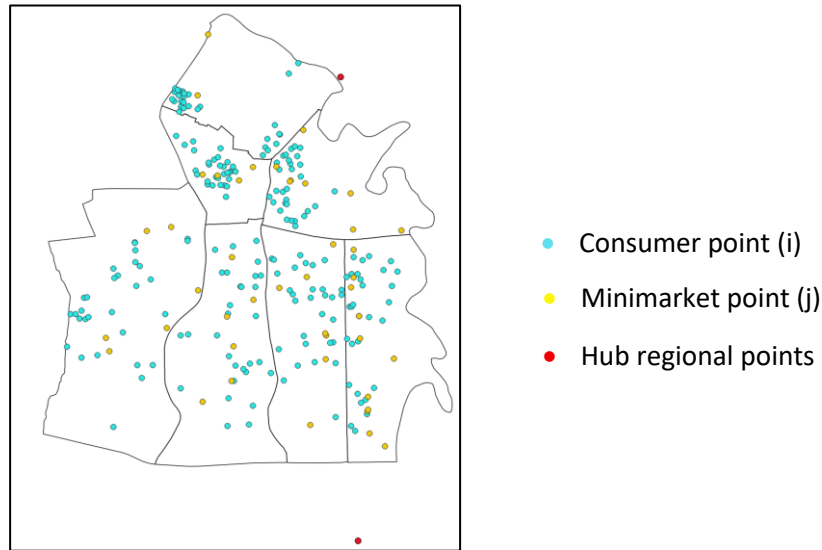 Consumer point (i)
Minimarket point (j)
Hub regional points